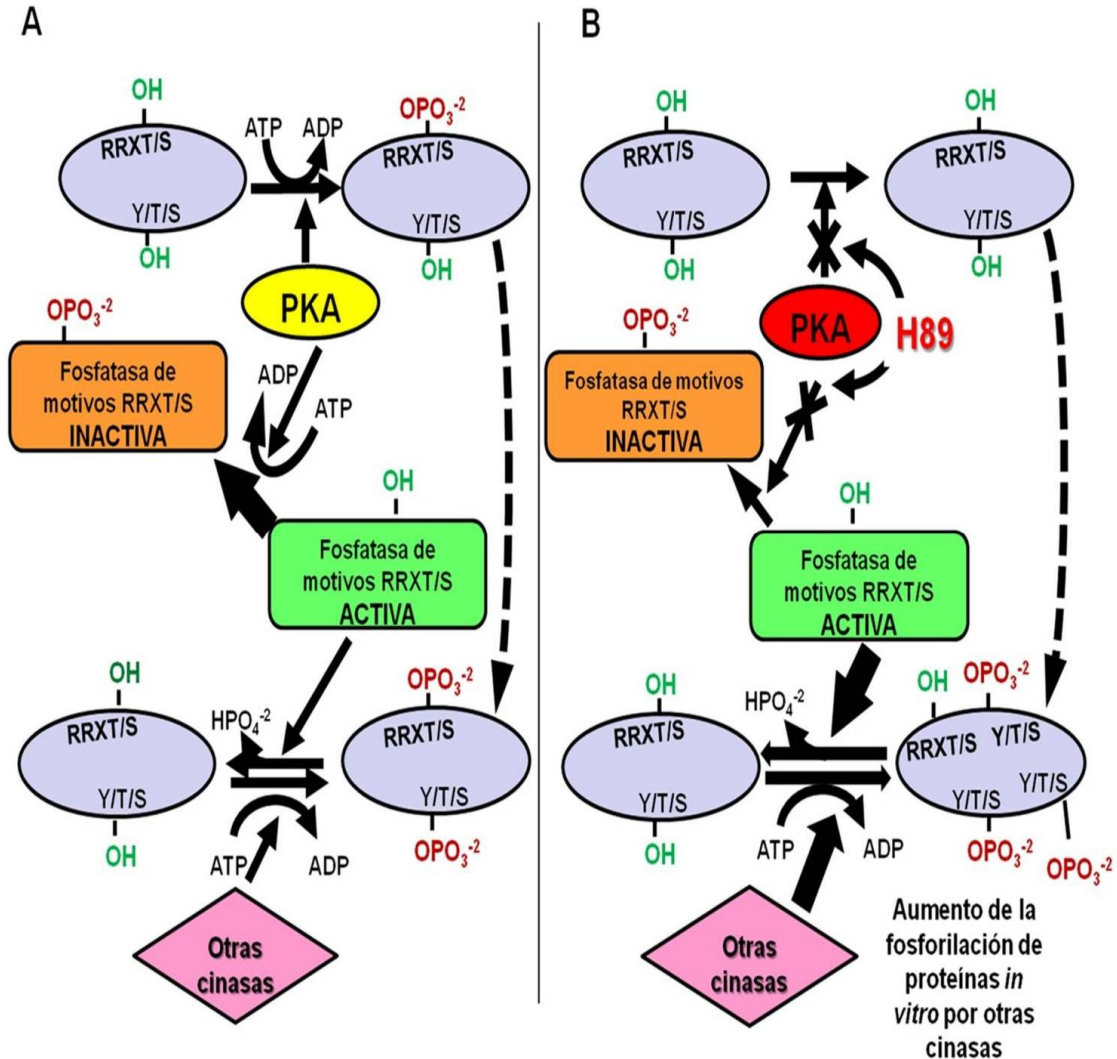 A
OH
RRXT/S
Y/T/S
OH
ATP
ADP
OPO₃⁻²
RRXT/S
Y/T/S
OH
PKA
OPO₃⁻²
Fosfatasa de
motivos RRXT/S
INACTIVA
ADP
ATP
OH
Fosfatasa de
motivos RRXT/S
ACTIVA
OH
RRXT/S
Y/T/S
OH
HPO₄⁻²
OPO₃⁻²
RRXT/S
Y/T/S
OPO₃⁻²
ATP
ADP
Otras
cinasas
B
OH
RRXT/S
Y/T/S
OH
OH
RRXT/S
Y/T/S
OH
PKA
H89
OPO₃⁻²
Fosfatasa de motivos
RRXT/S
INACTIVA
OH
Fosfatasa de
motivos RRXT/S
ACTIVA
OH
RRXT/S
Y/T/S
OH
HPO₄⁻²
OH
OPO₃⁻²
RRXT/S
Y/T/S
Y/T/S
Y/T/S
OPO₃⁻²
OPO₃⁻²
ATP
ADP
Otras
cinasas
Aumento de la
fosforilación de
proteínas in
vitro por otras
cinasas